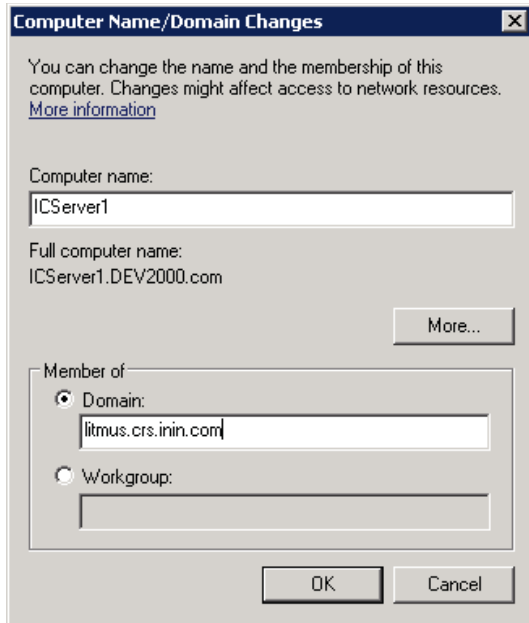 Computer Name/Domain Changes
You can change the name and the membership of this
computer. Changes might affect access to network resources.
More information
Computer name:
ICServer1
Full computer name:
ICServer1.DEV2000.com
More...
Member of
Domain:
litmus.crs.inin.com
Workgroup:
OK
Cancel